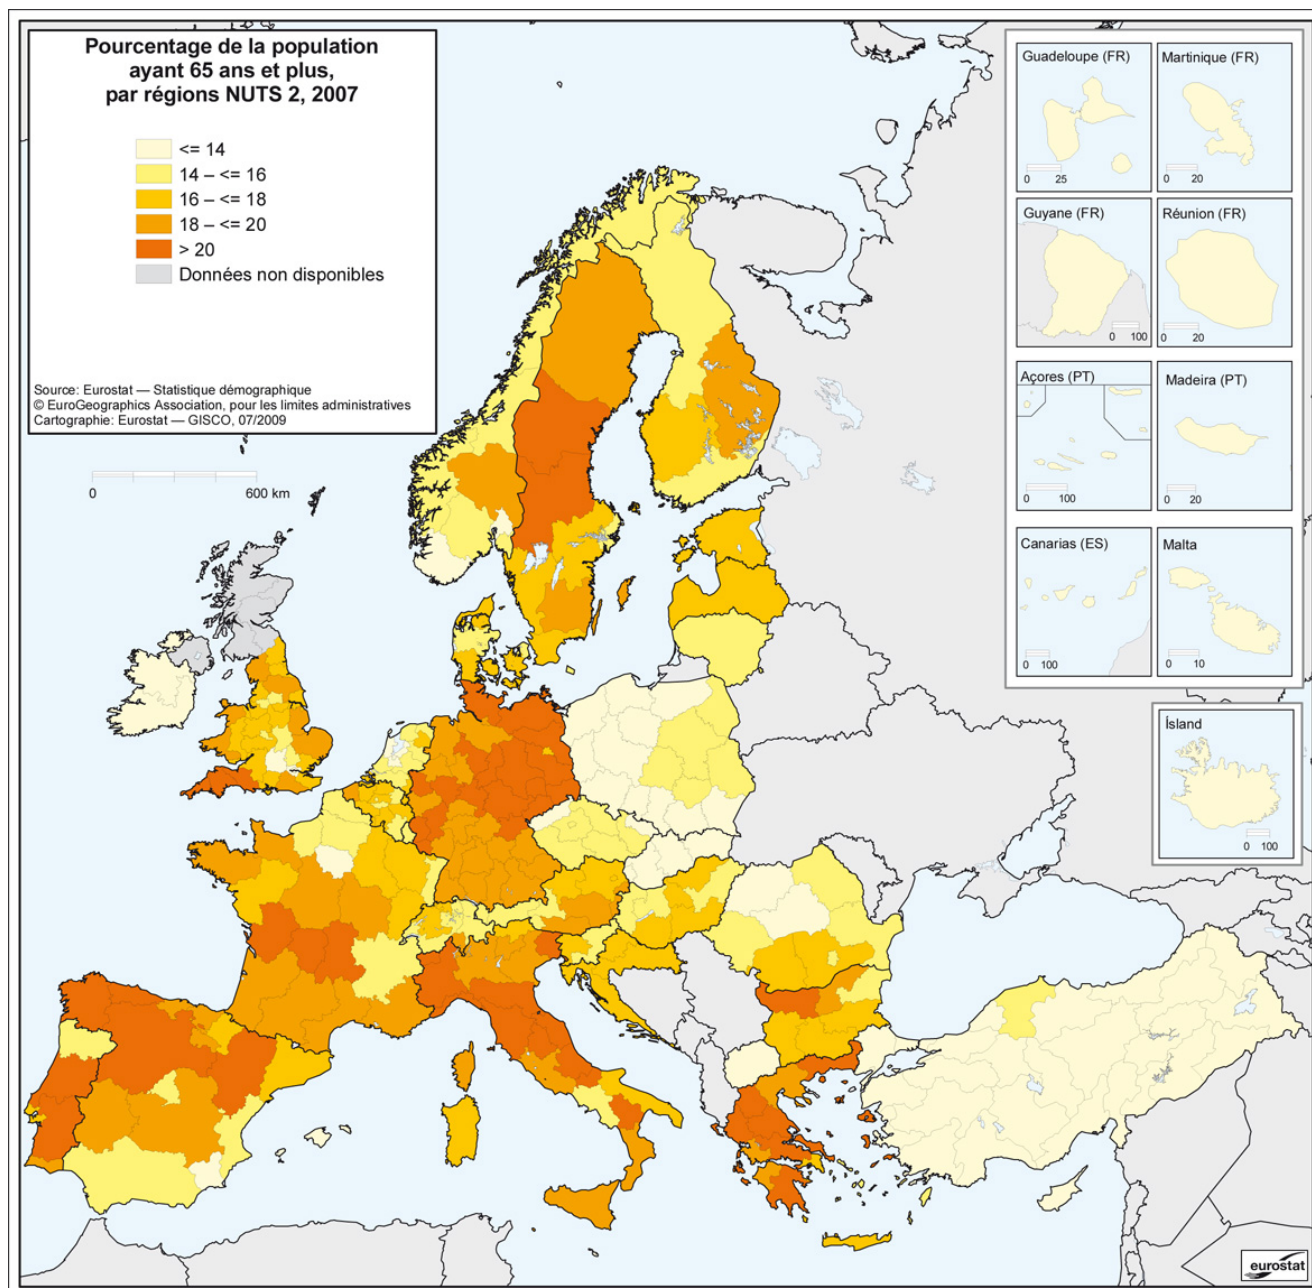 Pourcentage de la population
ayant 65 ans et plus,
par régions NUTS 2, 2007
<= 14
14 – <= 16
16 – <= 18
18 – <= 20
> 20
Données non disponibles
Source: Eurostat — Statistique démographique
© EuroGeographics Association, pour les limites administratives
Cartographie: Eurostat — GISCO, 07/2009
0 600 km
Guadeloupe (FR)
0 25
Martinique (FR)
0 20
Guyane (FR)
0 100
Réunion (FR)
0 20
Açores (PT)
0 100
Madeira (PT)
0 20
Canarias (ES)
0 100
Malta
0 10
Ísland
0 100
eurostat